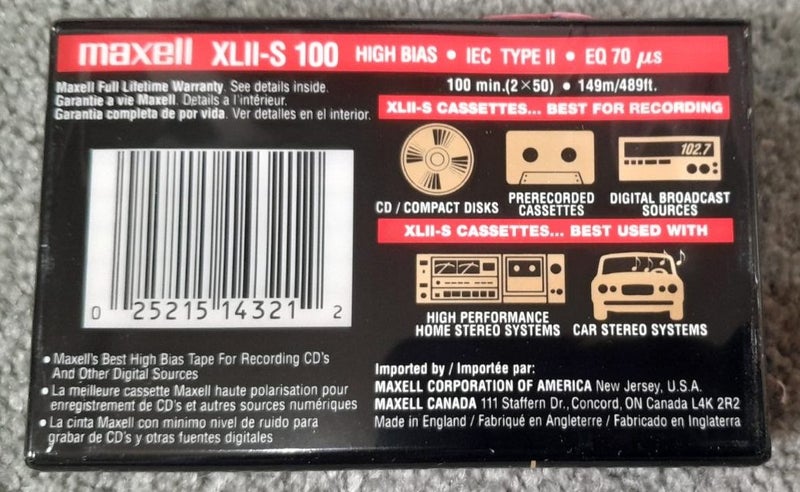 maxell XLII-S 100 HIGH BIAS • IEC TYPE II • EQ 70 µs
Maxell Full Lifetime Warranty. See details inside.
Garantie a vie Maxell. Details a l'intérieur.
Garantia completa de por vida. Ver detalles en el interior.
100 min.(2×50) • 149m/489ft.
XLII-S CASSETTES... BEST FOR RECORDING
102.7
CD / COMPACT DISKS
PRERECORDED
CASSETTES
DIGITAL BROADCAST
SOURCES
XLII-S CASSETTES... BEST USED WITH
HIGH PERFORMANCE
HOME STEREO SYSTEMS
CAR STEREO SYSTEMS
0 25215 14321 2
• Maxell's Best High Bias Tape For Recording CD's
And Other Digital Sources
• La meilleure cassette Maxell haute polarisation pour
enregistrement de CD's et autres sources numériques
• La cinta Maxell con minimo nivel de ruido para
grabar de CD's y otras fuentes digitales
Imported by / Importée par:
MAXELL CORPORATION OF AMERICA New Jersey, U.S.A.
MAXELL CANADA 111 Staffern Dr., Concord, ON Canada L4K 2R2
Made in England / Fabriqué en Angleterre / Fabricado en Inglaterra